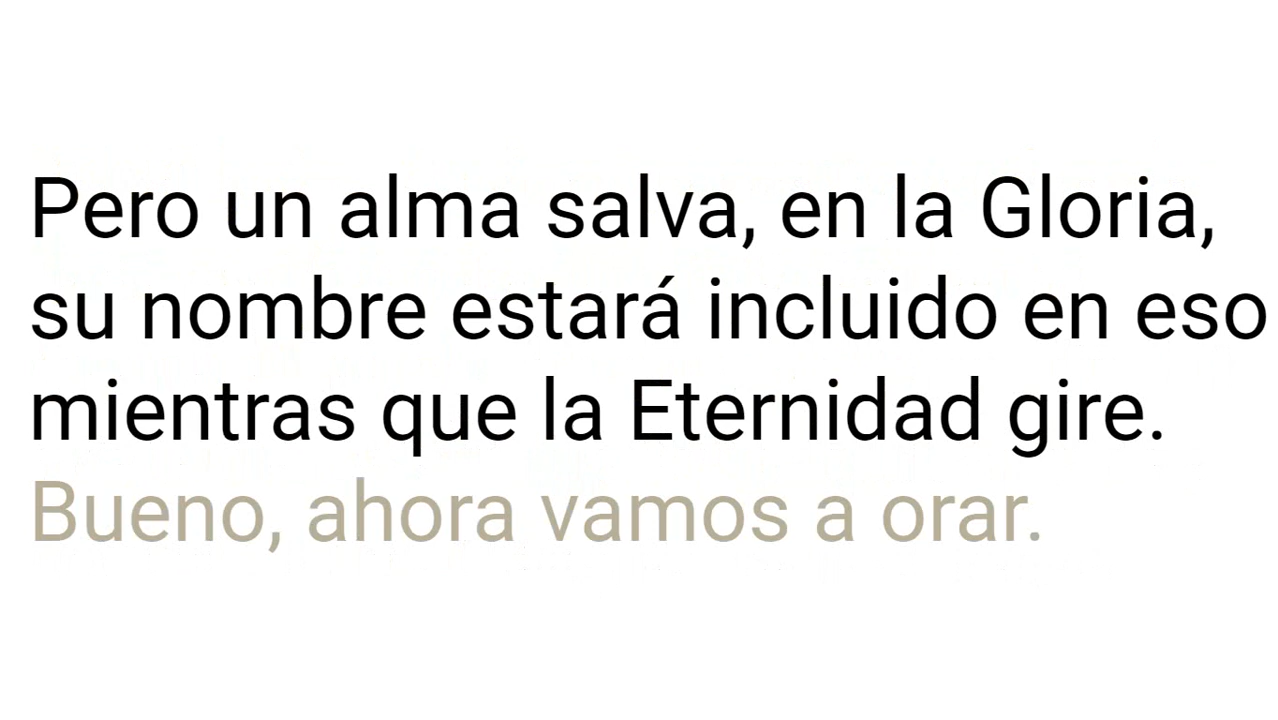 Pero un alma salva, en la Gloria,
su nombre estará incluido en eso
mientras que la Eternidad gire.
Bueno, ahora vamos a orar.